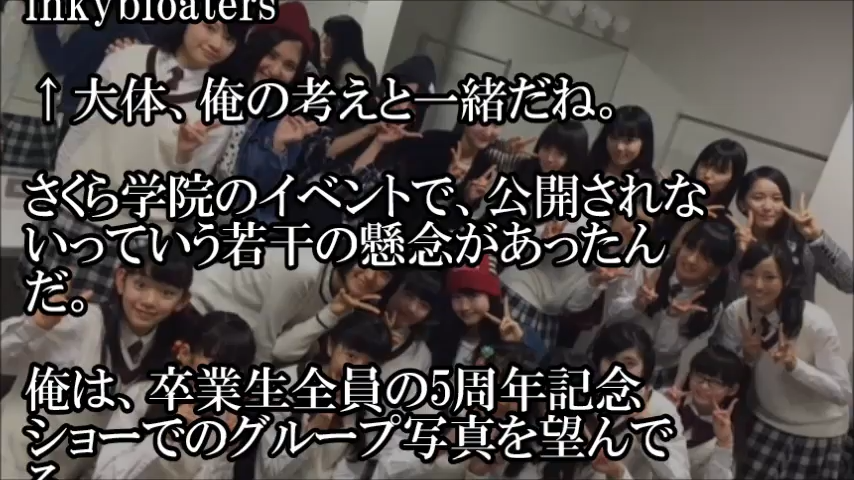 inkybloaters
↑大体、俺の考えと一緒だね。
さくら学院のイベントで、公開されな
いっていう若干の懸念があったん
だ。
俺は、卒業生全員の5周年記念
ショーでのグループ写真を望んで
る